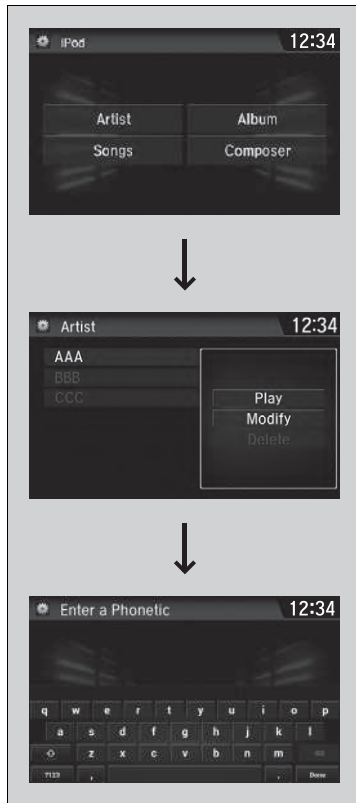 iPod 12:34
Artist Album
Songs Composer
Artist 12:34
AAA
BBB
CCC
Play
Modify
Delete
Enter a Phonetic 12:34
q w e r t y u i o p
a s d f g h j k l
z x c v b n m
?123 , . Done